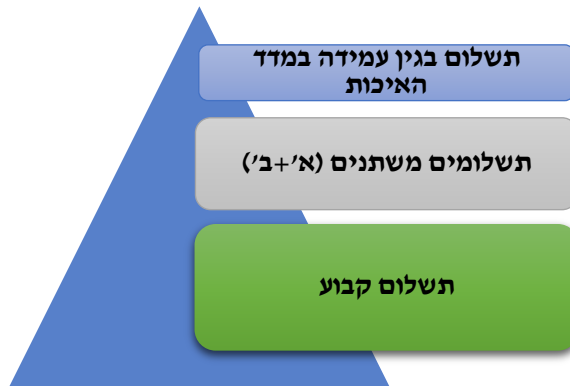 תשלום בגין עמידה במדד
האיכות
תשלומים משתנים (א'+ב')
תשלום קבוע